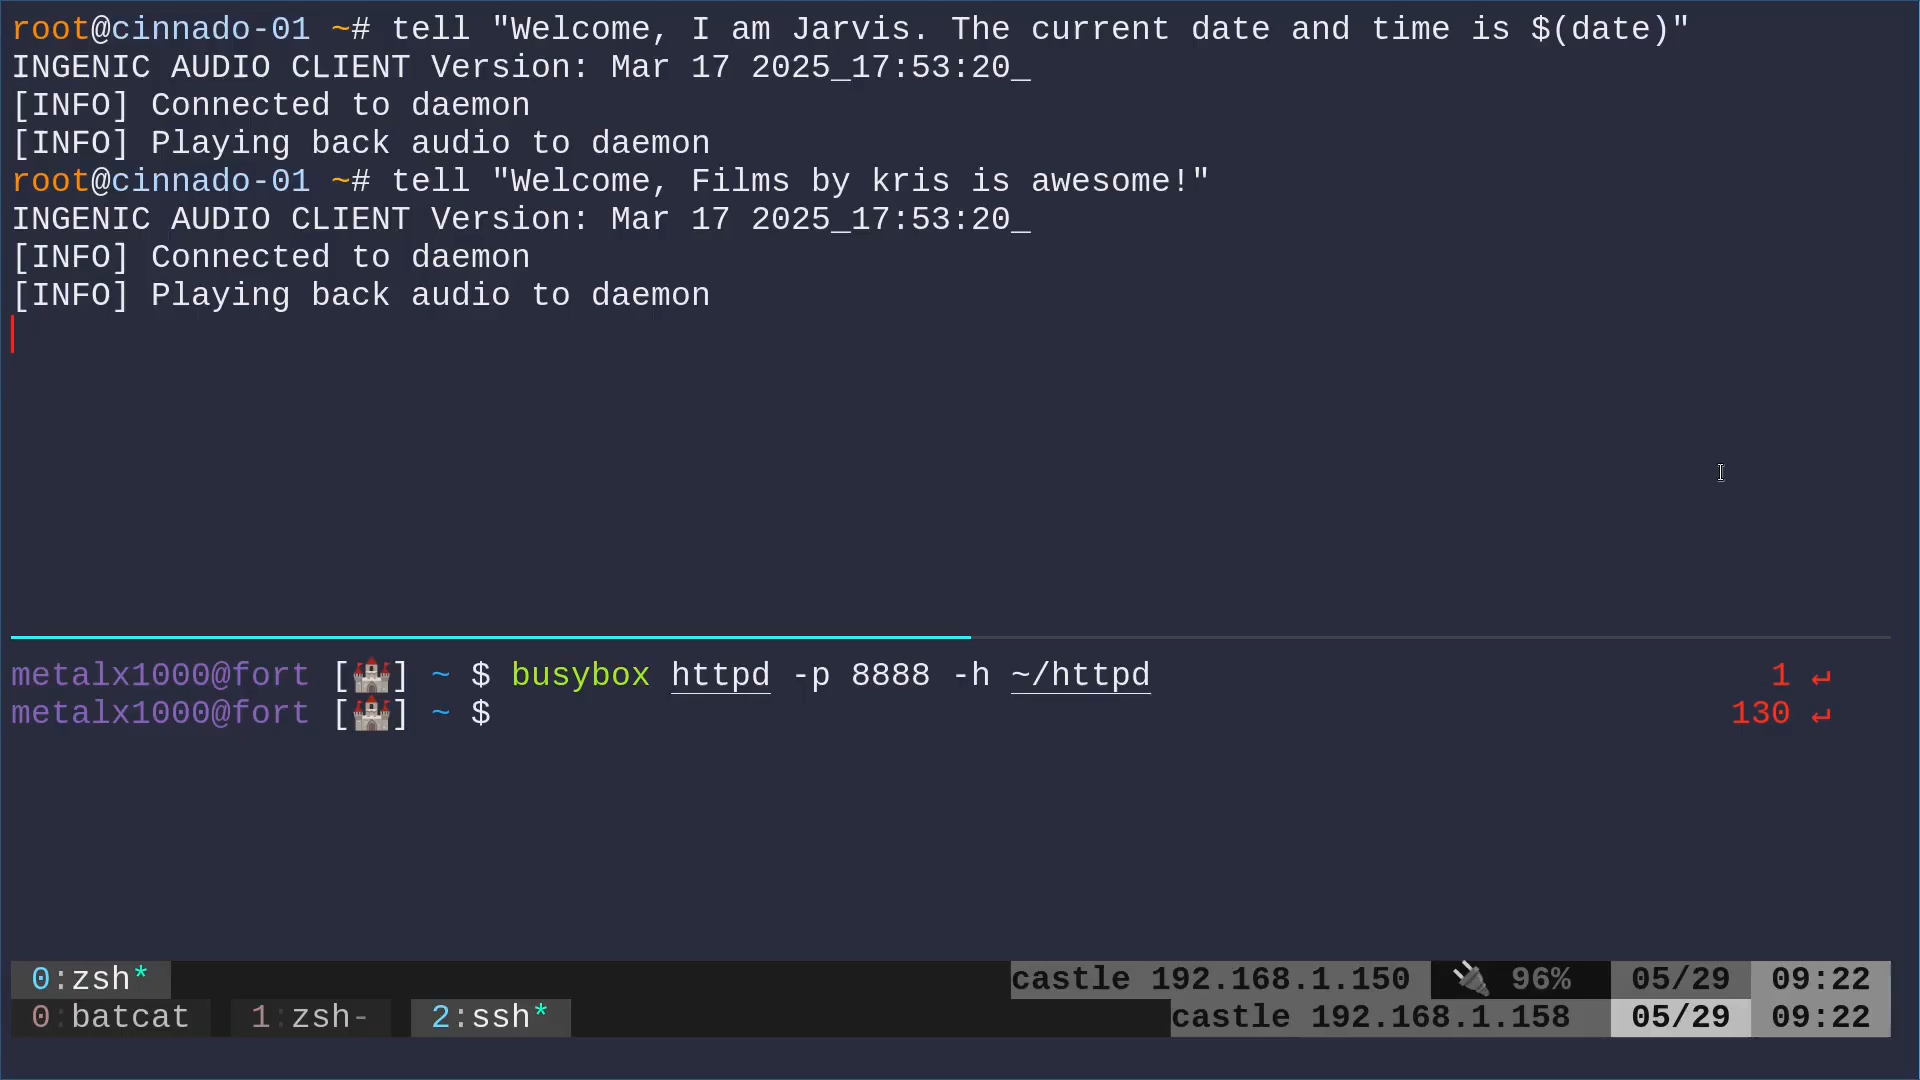 root@cinnado-01 ~# tell "Welcome, I am Jarvis. The current date and time is $(date)"
INGENIC AUDIO CLIENT Version: Mar 17 2025_17:53:20_
[INFO] Connected to daemon
[INFO] Playing back audio to daemon
root@cinnado-01 ~# tell "Welcome, Films by kris is awesome!"
INGENIC AUDIO CLIENT Version: Mar 17 2025_17:53:20_
[INFO] Connected to daemon
[INFO] Playing back audio to daemon
metalx1000@fort [🏰] ~ $ busybox httpd -p 8888 -h ~/httpd 1 ↵
metalx1000@fort [🏰] ~ $ 130 ↵
0:zsh* castle 192.168.1.150 🔌 96% 05/29 09:22
0:batcat 1:zsh- 2:ssh* castle 192.168.1.158 05/29 09:22